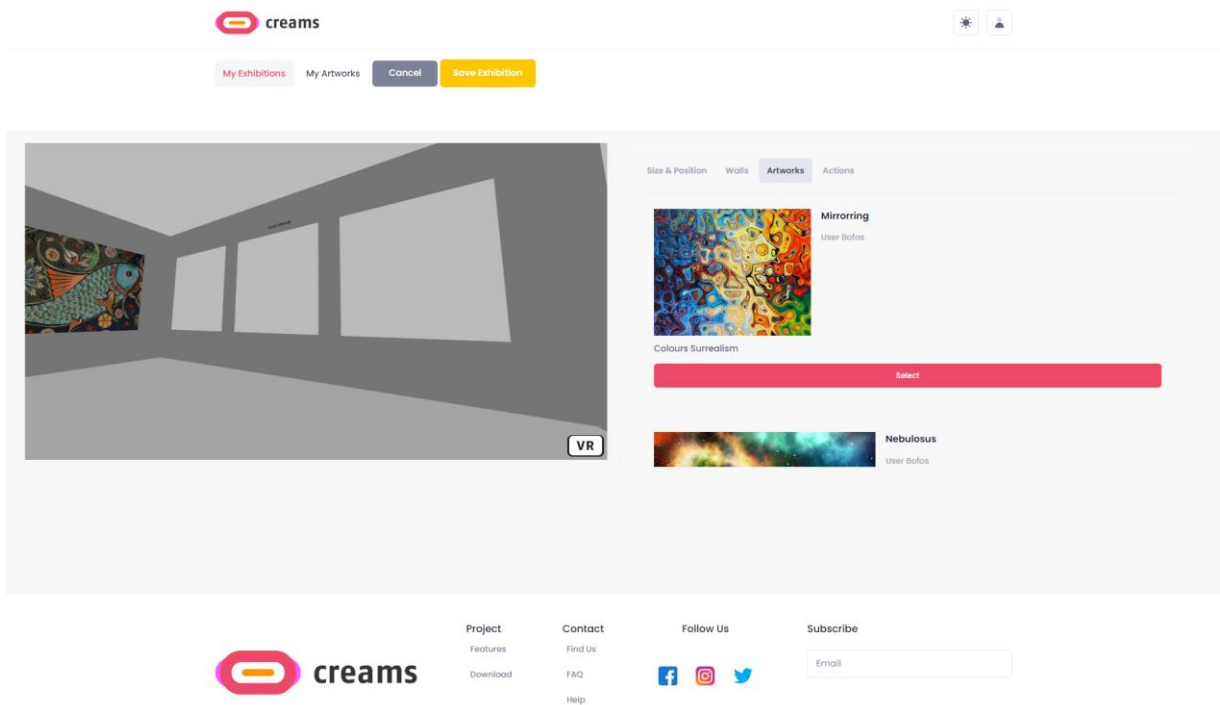 creams
My Exhibitions My Artworks Cancel Save Exhibition
Size & Position Walls Artworks Actions
Mirrorring
User Bofos
Colours Surrealism
Select
VR
Nebulosus
User Bofos
creams
Project
Features
Download
Contact
Find Us
FAQ
Help
Follow Us
Subscribe
Email